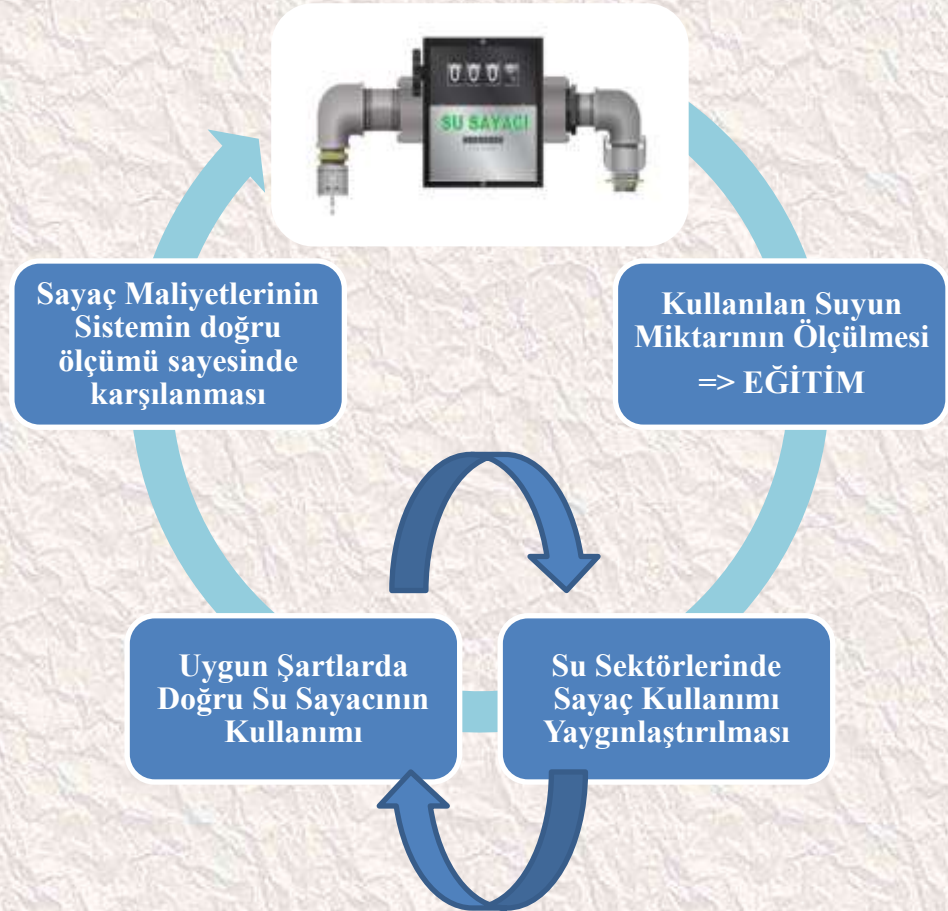 000
SU SAYACI
Sayaç Maliyetlerinin
Sistemin doğru
ölçümü sayesinde
karşılanması
Kullanılan Suyun
Miktarının Ölçülmesi
=> EĞİTİM
Uygun Şartlarda
Doğru Su Sayacının
Kullanımı
Su Sektörlerinde
Sayaç Kullanımı
Yaygınlaştırılması